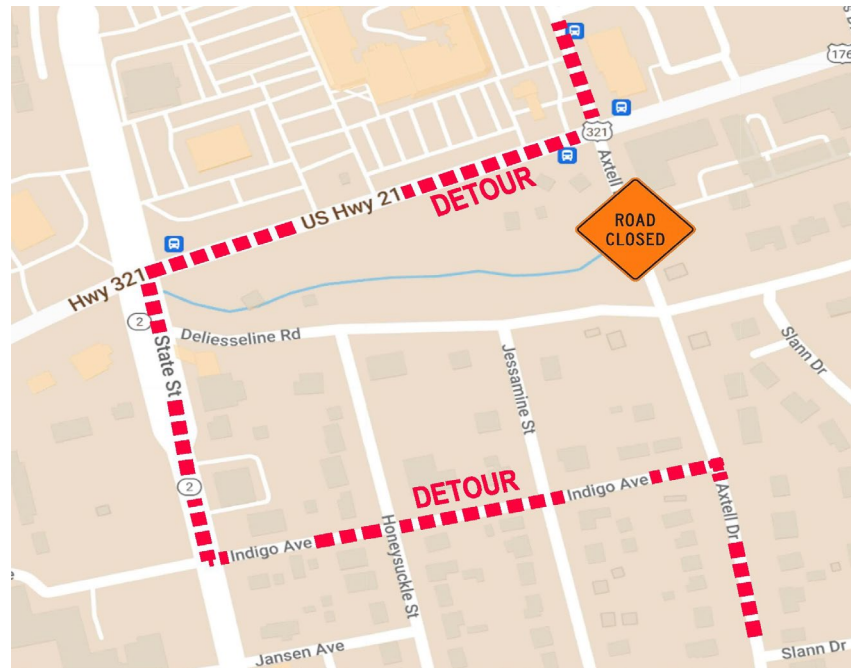 176
321
Axtell
US Hwy 21
DETOUR
ROAD
CLOSED
Hwy 321
2
State St
Deliesseline Rd
Jessamine St
Slann Dr
2
DETOUR
Indigo Ave
Indigo Ave
Axtell Dr
Honeysuckle St
Jansen Ave
Slann Dr